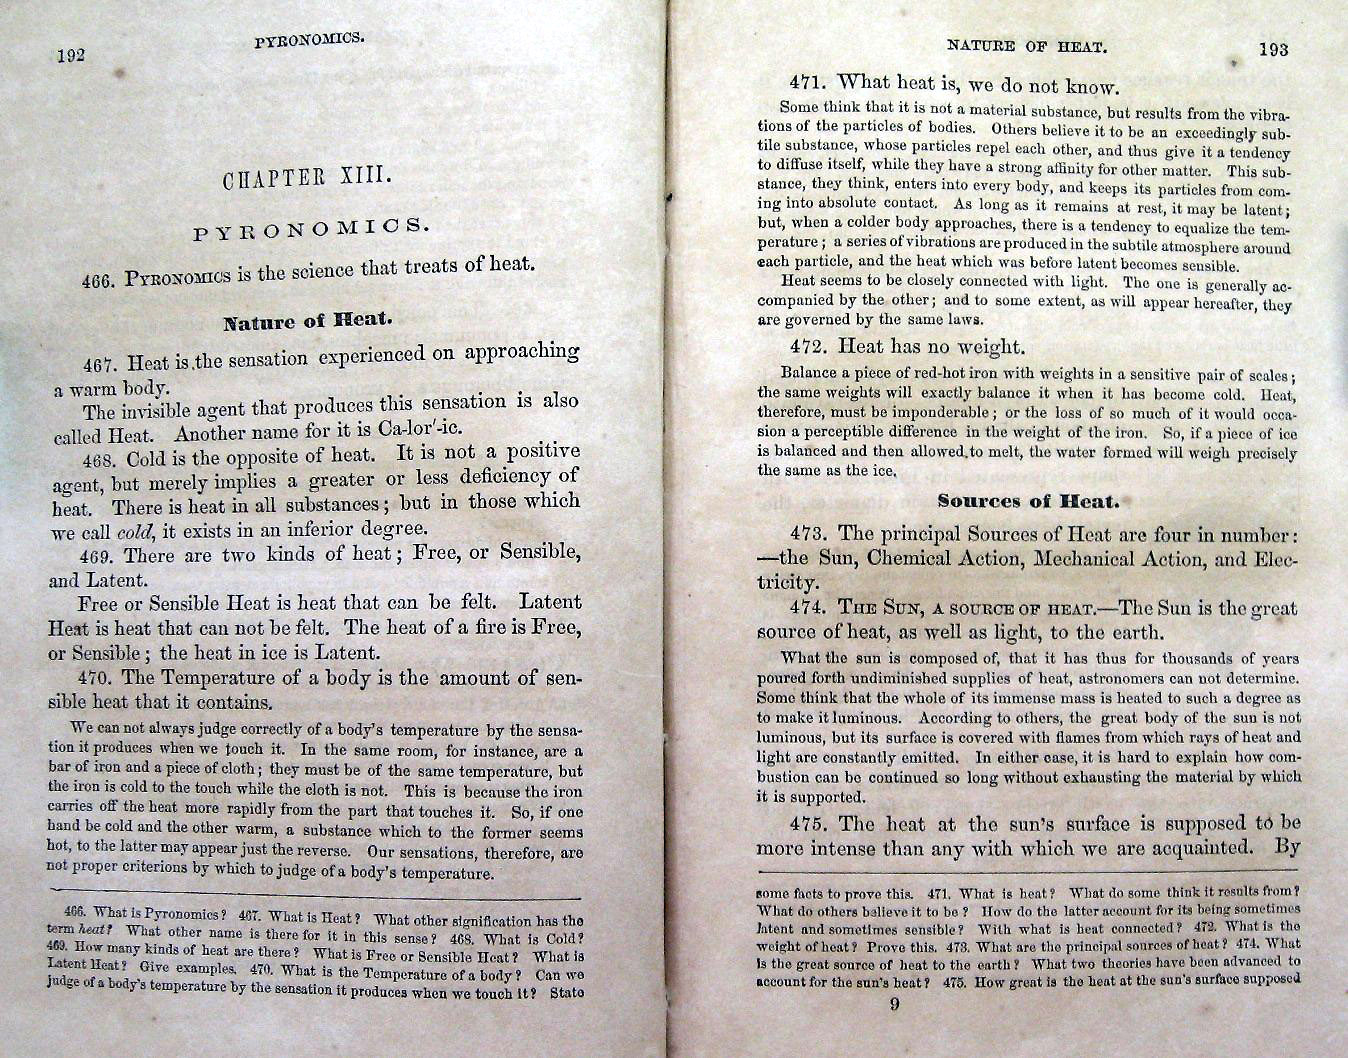 192
PYRONOMICS.
CHAPTER XIII.
PYRONOMICS.
466. PYRONOMICS is the science that treats of heat.
Nature of Heat.
467. Heat is the sensation experienced on approaching
a warm body.
The invisible agent that produces this sensation is also
called Heat. Another name for it is Ca-lor′-ic.
468. Cold is the opposite of heat. It is not a positive
agent, but merely implies a greater or less deficiency of
heat. There is heat in all substances; but in those which
we call cold, it exists in an inferior degree.
469. There are two kinds of heat; Free, or Sensible,
and Latent.
Free or Sensible Heat is heat that can be felt. Latent
Heat is heat that can not be felt. The heat of a fire is Free,
or Sensible; the heat in ice is Latent.
470. The Temperature of a body is the amount of sen-
sible heat that it contains.
We can not always judge correctly of a body's temperature by the sensa-
tion it produces when we touch it. In the same room, for instance, are a
bar of iron and a piece of cloth; they must be of the same temperature, but
the iron is cold to the touch while the cloth is not. This is because the iron
carries off the heat more rapidly from the part that touches it. So, if one
hand be cold and the other warm, a substance which to the former seems
hot, to the latter may appear just the reverse. Our sensations, therefore, are
not proper criterions by which to judge of a body's temperature.
466. What is Pyronomics? 467. What is Heat? What other signification has the
term heat? What other name is there for it in this sense? 468. What is Cold?
469. How many kinds of heat are there? What is Free or Sensible Heat? What is
Latent Heat? Give examples. 470. What is the Temperature of a body? Can we
judge of a body's temperature by the sensation it produces when we touch it? State
NATURE OF HEAT.
193
471. What heat is, we do not know.
Some think that it is not a material substance, but results from the vibra-
tions of the particles of bodies. Others believe it to be an exceedingly sub-
tile substance, whose particles repel each other, and thus give it a tendency
to diffuse itself, while they have a strong affinity for other matter. This sub-
stance, they think, enters into every body, and keeps its particles from com-
ing into absolute contact. As long as it remains at rest, it may be latent;
but, when a colder body approaches, there is a tendency to equalize the tem-
perature; a series of vibrations are produced in the subtile atmosphere around
each particle, and the heat which was before latent becomes sensible.
Heat seems to be closely connected with light. The one is generally ac-
companied by the other; and to some extent, as will appear hereafter, they
are governed by the same laws.
472. Heat has no weight.
Balance a piece of red-hot iron with weights in a sensitive pair of scales;
the same weights will exactly balance it when it has become cold. Heat,
therefore, must be imponderable; or the loss of so much of it would occa-
sion a perceptible difference in the weight of the iron. So, if a piece of ice
is balanced and then allowed to melt, the water formed will weigh precisely
the same as the ice.
Sources of Heat.
473. The principal Sources of Heat are four in number:
—the Sun, Chemical Action, Mechanical Action, and Elec-
tricity.
474. THE SUN, A SOURCE OF HEAT.—The Sun is the great
source of heat, as well as light, to the earth.
What the sun is composed of, that it has thus for thousands of years
poured forth undiminished supplies of heat, astronomers can not determine.
Some think that the whole of its immense mass is heated to such a degree as
to make it luminous. According to others, the great body of the sun is not
luminous, but its surface is covered with flames from which rays of heat and
light are constantly emitted. In either case, it is hard to explain how com-
bustion can be continued so long without exhausting the material by which
it is supported.
475. The heat at the sun's surface is supposed to be
more intense than any with which we are acquainted. By
some facts to prove this. 471. What is heat? What do some think it results from?
What do others believe it to be? How do the latter account for its being sometimes
latent and sometimes sensible? With what is heat connected? 472. What is the
weight of heat? Prove this. 473. What are the principal sources of heat? 474. What
is the great source of heat to the earth? What two theories have been advanced to
account for the sun's heat? 475. How great is the heat at the sun's surface supposed
9